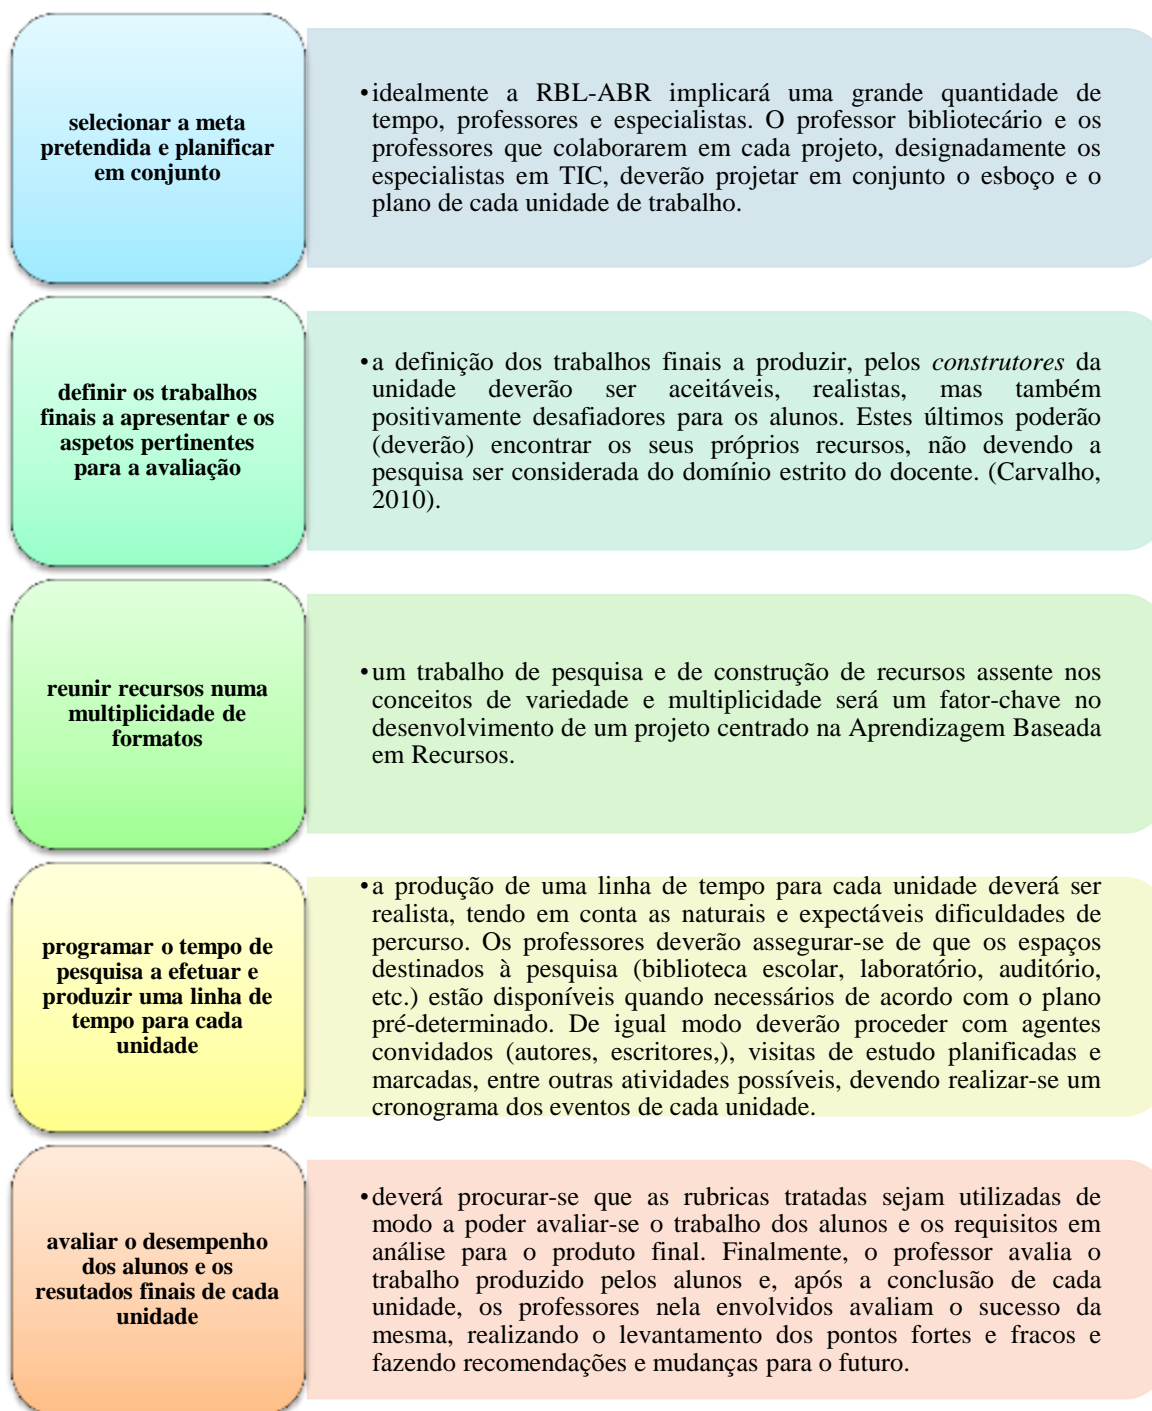 selecionar a meta
pretendida e planificar
em conjunto
•idealmente a RBL-ABR implicará uma grande quantidade de
tempo, professores e especialistas. O professor bibliotecário e os
professores que colaborarem em cada projeto, designadamente os
especialistas em TIC, deverão projetar em conjunto o esboço e o
plano de cada unidade de trabalho.
definir os trabalhos
finais a apresentar e os
aspetos pertinentes
para a avaliação
•a definição dos trabalhos finais a produzir, pelos construtores da
unidade deverão ser aceitáveis, realistas, mas também
positivamente desafiadores para os alunos. Estes últimos poderão
(deverão) encontrar os seus próprios recursos, não devendo a
pesquisa ser considerada do domínio estrito do docente. (Carvalho,
2010).
reunir recursos numa
multiplicidade de
formatos
•um trabalho de pesquisa e de construção de recursos assente nos
conceitos de variedade e multiplicidade será um fator-chave no
desenvolvimento de um projeto centrado na Aprendizagem Baseada
em Recursos.
programar o tempo de
pesquisa a efetuar e
produzir uma linha de
tempo para cada
unidade
•a produção de uma linha de tempo para cada unidade deverá ser
realista, tendo em conta as naturais e expectáveis dificuldades de
percurso. Os professores deverão assegurar-se de que os espaços
destinados à pesquisa (biblioteca escolar, laboratório, auditório,
etc.) estão disponíveis quando necessários de acordo com o plano
pré-determinado. De igual modo deverão proceder com agentes
convidados (autores, escritores,), visitas de estudo planificadas e
marcadas, entre outras atividades possíveis, devendo realizar-se um
cronograma dos eventos de cada unidade.
avaliar o desempenho
dos alunos e os
resutados finais de cada
unidade
•deverá procurar-se que as rubricas tratadas sejam utilizadas de
modo a poder avaliar-se o trabalho dos alunos e os requisitos em
análise para o produto final. Finalmente, o professor avalia o
trabalho produzido pelos alunos e, após a conclusão de cada
unidade, os professores nela envolvidos avaliam o sucesso da
mesma, realizando o levantamento dos pontos fortes e fracos e
fazendo recomendações e mudanças para o futuro.